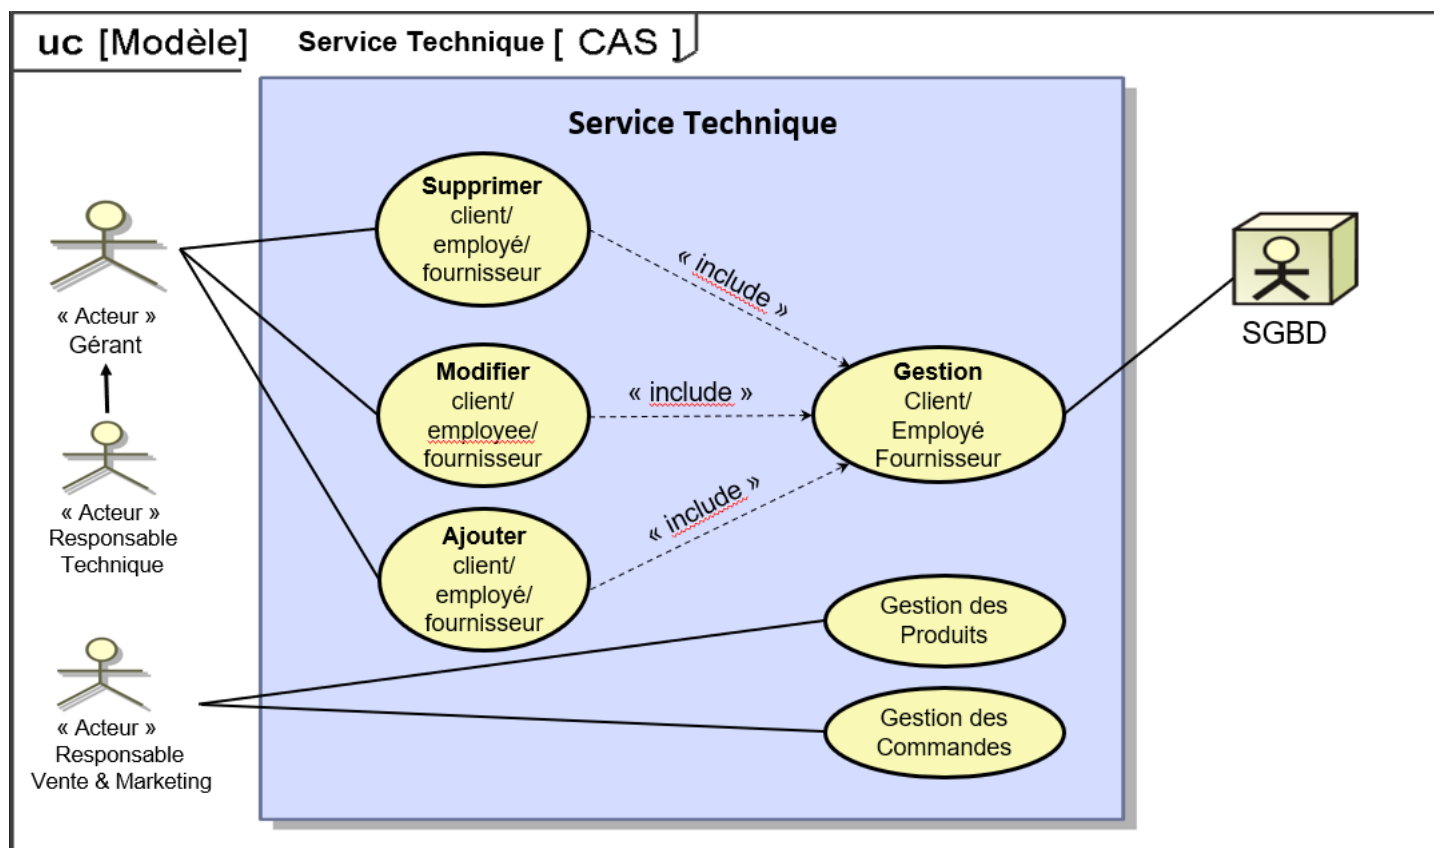 uc [Modèle] Service Technique [ CAS ]
Service Technique
Supprimer
client/
employé/
fournisseur
« include »
« Acteur »
Gérant
SGBD
Modifier
client/
employee/
fournisseur
« include »
Gestion
Client/
Employé
Fournisseur
« Acteur »
Responsable
Technique
Ajouter
client/
employé/
fournisseur
« include »
Gestion des
Produits
« Acteur »
Responsable
Vente & Marketing
Gestion des
Commandes